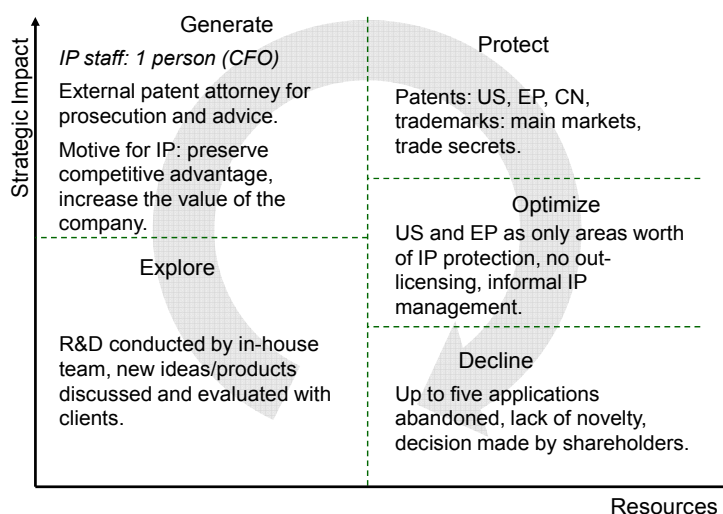 Strategic Impact
Generate
IP staff: 1 person (CFO)
External patent attorney for
prosecution and advice.
Motive for IP: preserve
competitive advantage,
increase the value of the
company.
Explore
R&D conducted by in-house
team, new ideas/products
discussed and evaluated with
clients.
Protect
Patents: US, EP, CN,
trademarks: main markets,
trade secrets.
Optimize
US and EP as only areas worth
of IP protection, no out-
licensing, informal IP
management.
Decline
Up to five applications
abandoned, lack of novelty,
decision made by shareholders.
Resources